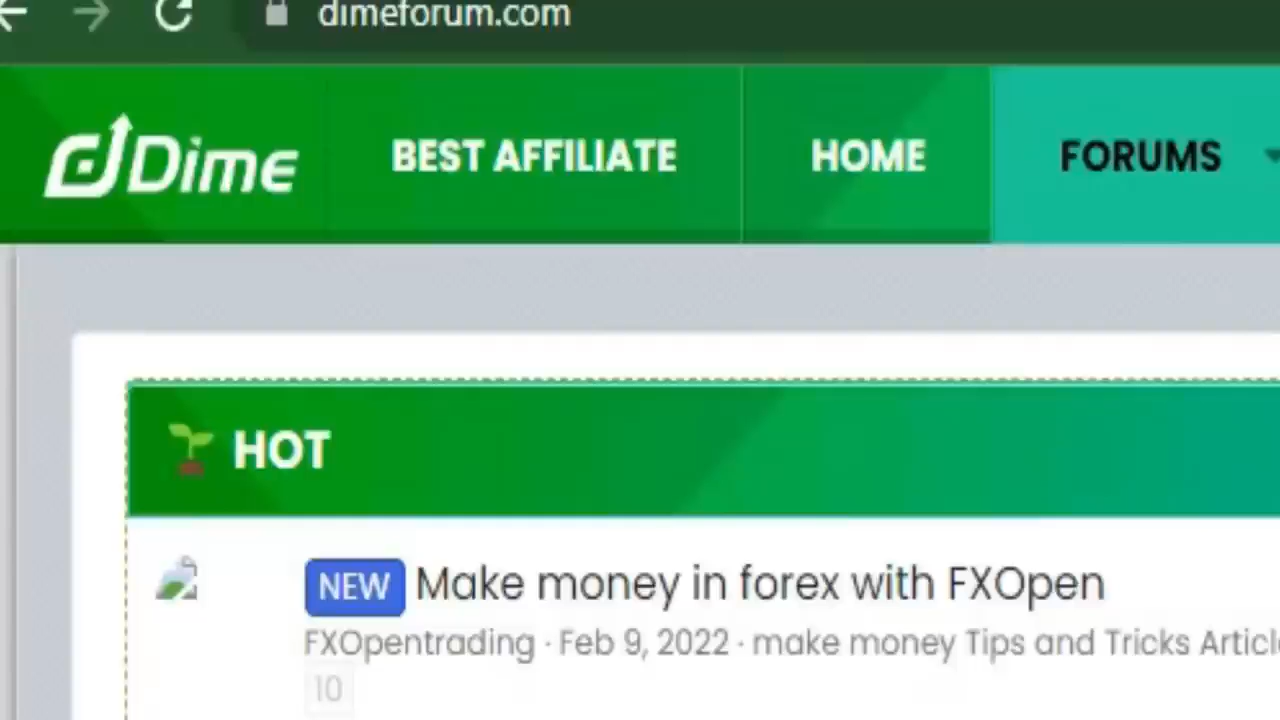 dimeforum.com
Dime
BEST AFFILIATE
HOME
FORUMS
HOT
NEW Make money in forex with FXOpen
FXOpentrading · Feb 9, 2022 · make money Tips and Tricks Articl
10